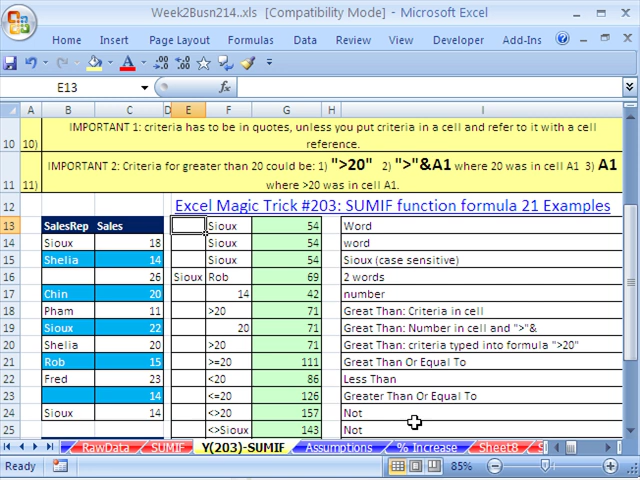 Week2Busn214..xls [Compatibility Mode] - Microsoft Excel
Home Insert Page Layout Formulas Data Review View Developer Add-Ins
E13 fx
A B C D E F G H I
10 10) IMPORTANT 1: criteria has to be in quotes, unless you put criteria in a cell and refer to it with a cell
reference.
IMPORTANT 2: Criteria for greater than 20 could be: 1) ">20" 2) ">"&A1 where 20 was in cell A1 3) A1
11 11) where >20 was in cell A1.
12 Excel Magic Trick #203: SUMIF function formula 21 Examples
13 SalesRep Sales Sioux 54 Word
14 Sioux 18 Sioux 54 word
15 Shelia 14 Sioux 54 Sioux (case sensitive)
16 26 Sioux Rob 69 2 words
17 Chin 20 14 42 number
18 Pham 11 >20 71 Great Than: Criteria in cell
19 Sioux 22 20 71 Great Than: Number in cell and ">"&
20 Shelia 20 >20 71 Great Than: criteria typed into formula ">20"
21 Rob 15 >=20 111 Great Than Or Equal To
22 Fred 23 <20 86 Less Than
23 14 <=20 126 Greater Than Or Equal To
24 Sioux 14 <>20 157 Not
25 <>Sioux 143 Not
RawData SUMIF Y(203)-SUMIF Assumptions % Increase Sheet8
Ready 85%